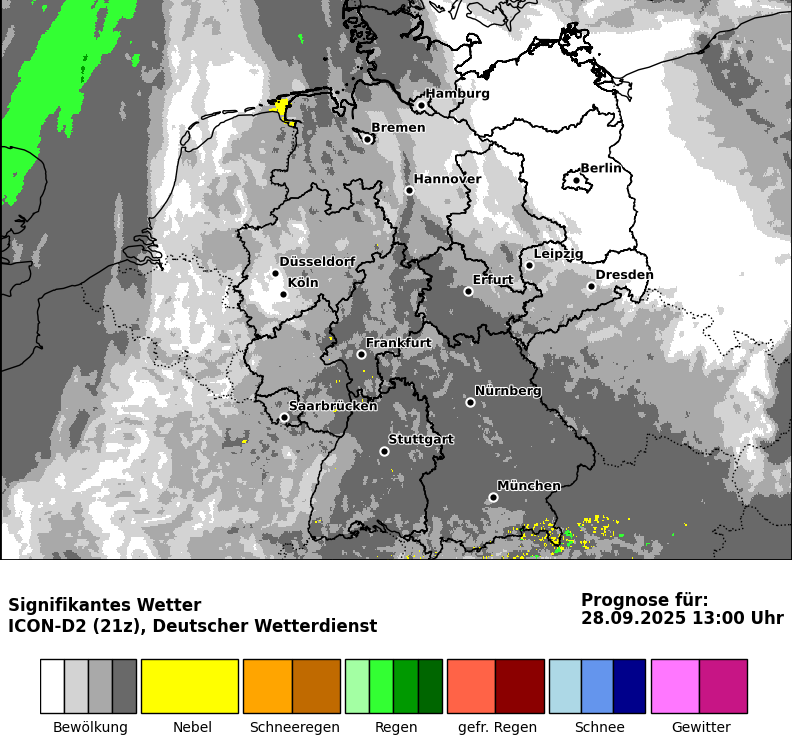 Hamburg
Bremen
Berlin
Hannover
Leipzig
Düsseldorf
Dresden
Köln
Erfurt
Frankfurt
Nürnberg
Saarbrücken
Stuttgart
München
Signifikantes Wetter
ICON-D2 (21z), Deutscher Wetterdienst
Prognose für:
28.09.2025 13:00 Uhr
Bewölkung
Nebel
Schneeregen
Regen
gefr. Regen
Schnee
Gewitter